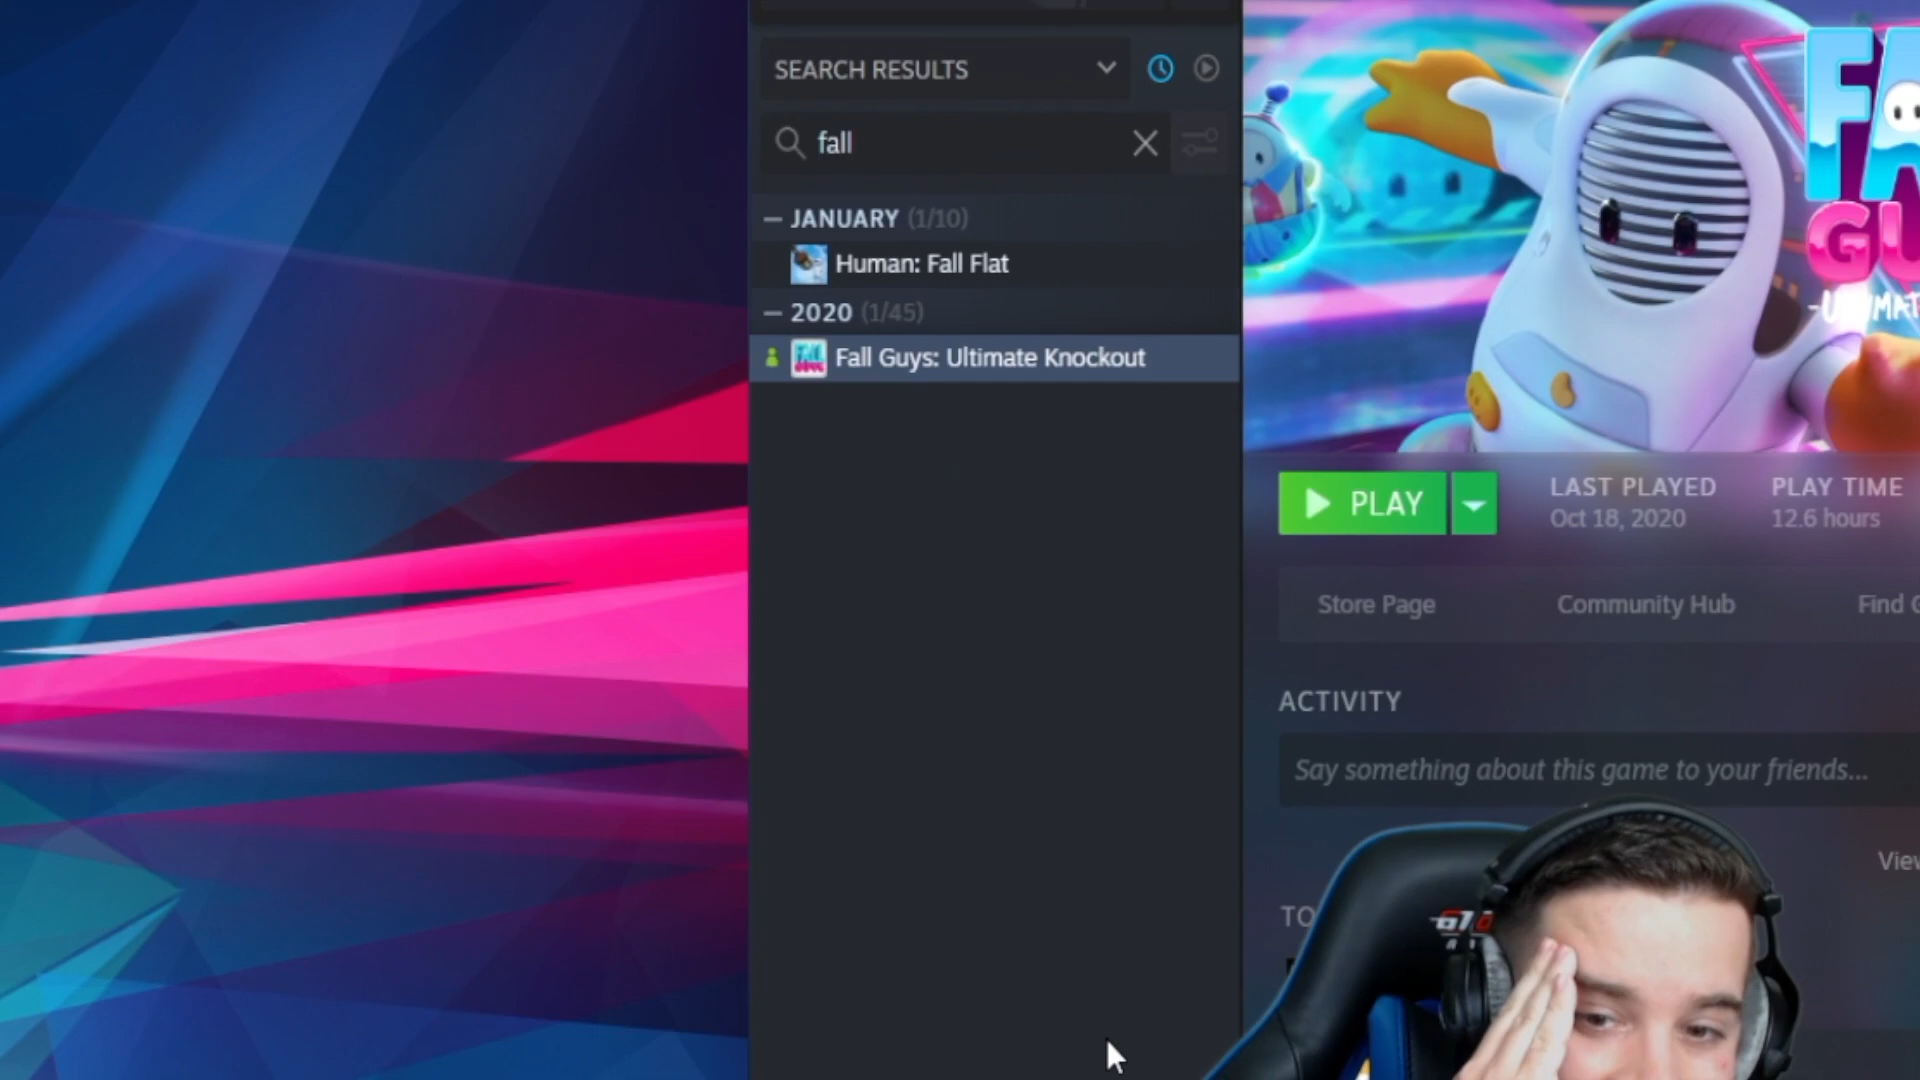 SEARCH RESULTS
fall
JANUARY (1/10)
Human: Fall Flat
2020 (1/45)
Fall Guys: Ultimate Knockout
PLAY
LAST PLAYED
Oct 18, 2020
PLAY TIME
12.6 hours
Store Page
Community Hub
Find
ACTIVITY
Say something about this game to your friends...